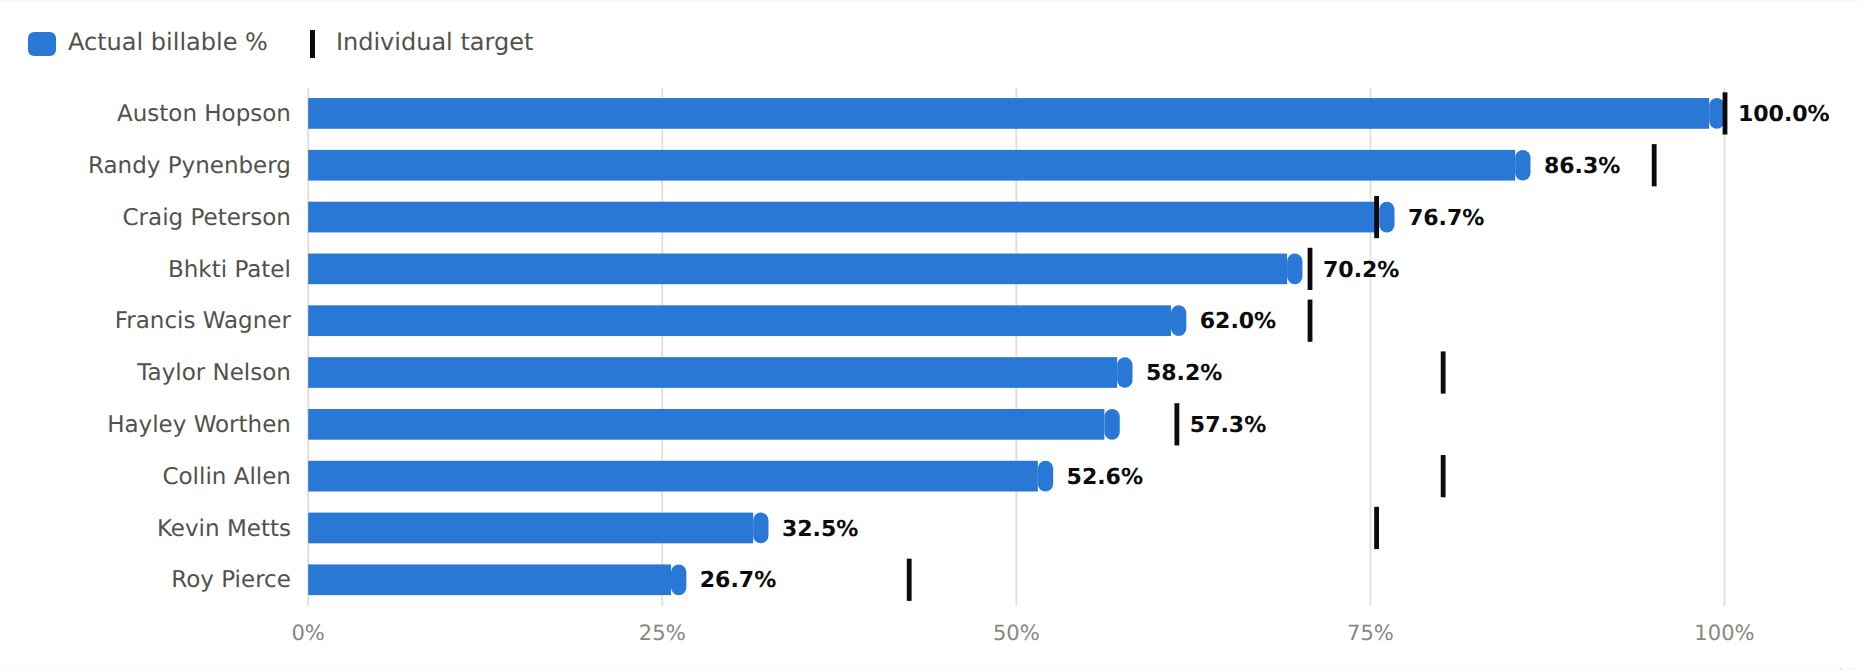 Actual billable % Individual target
Auston Hopson 100.0%
Randy Pynenberg 86.3%
Craig Peterson 76.7%
Bhkti Patel 70.2%
Francis Wagner 62.0%
Taylor Nelson 58.2%
Hayley Worthen 57.3%
Collin Allen 52.6%
Kevin Metts 32.5%
Roy Pierce 26.7%
0% 25% 50% 75% 100%